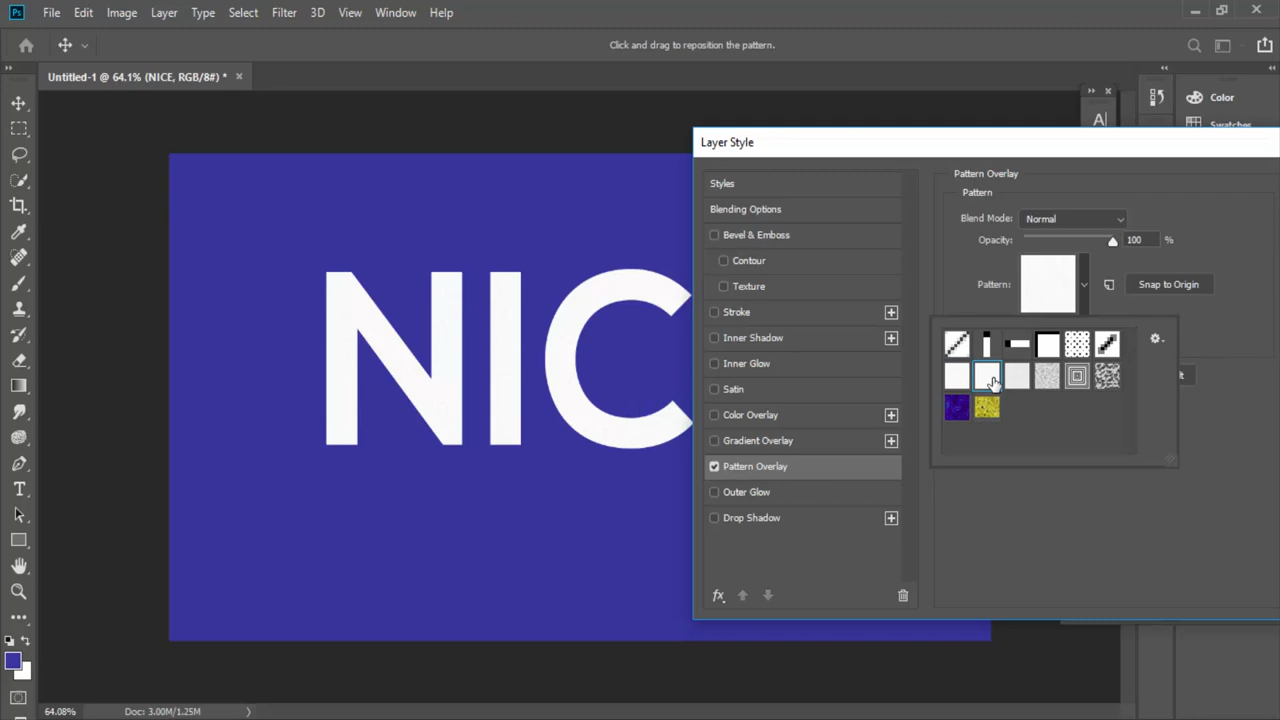 Ps File Edit Image Layer Type Select Filter 3D View Window Help
Click and drag to reposition the pattern.
Untitled-1 @ 64.1% (NICE, RGB/8#) * ×
Color
Swatches
A|
Layer Style
Styles
Blending Options
Bevel & Emboss
Contour
Texture
Stroke
Inner Shadow
Inner Glow
Satin
Color Overlay
Gradient Overlay
Pattern Overlay
Outer Glow
Drop Shadow
fx
Pattern Overlay
Pattern
Blend Mode: Normal
Opacity: 100 %
Pattern: Snap to Origin
NIC
64.08% Doc: 3.00M/1.25M